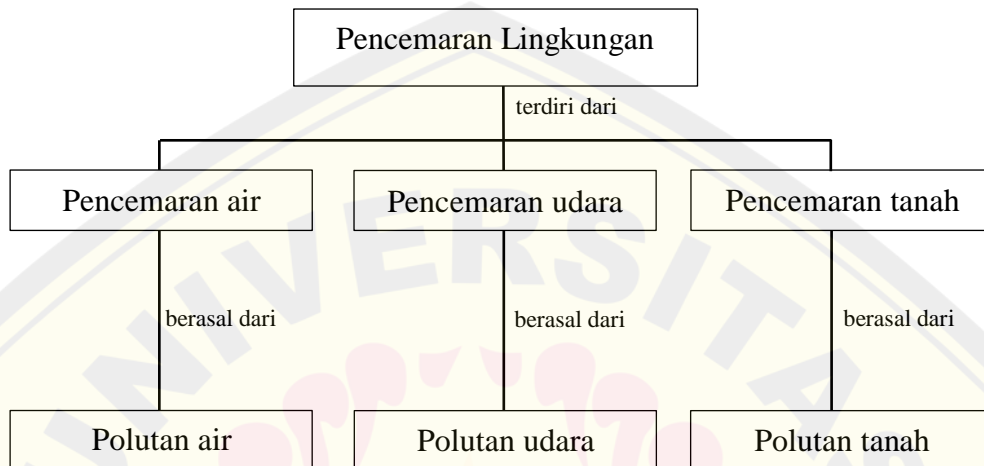 Pencemaran Lingkungan
terdiri dari
Pencemaran air
Pencemaran udara
Pencemaran tanah
berasal dari
berasal dari
berasal dari
UNIVERSITAS
Polutan air
Polutan udara
Polutan tanah